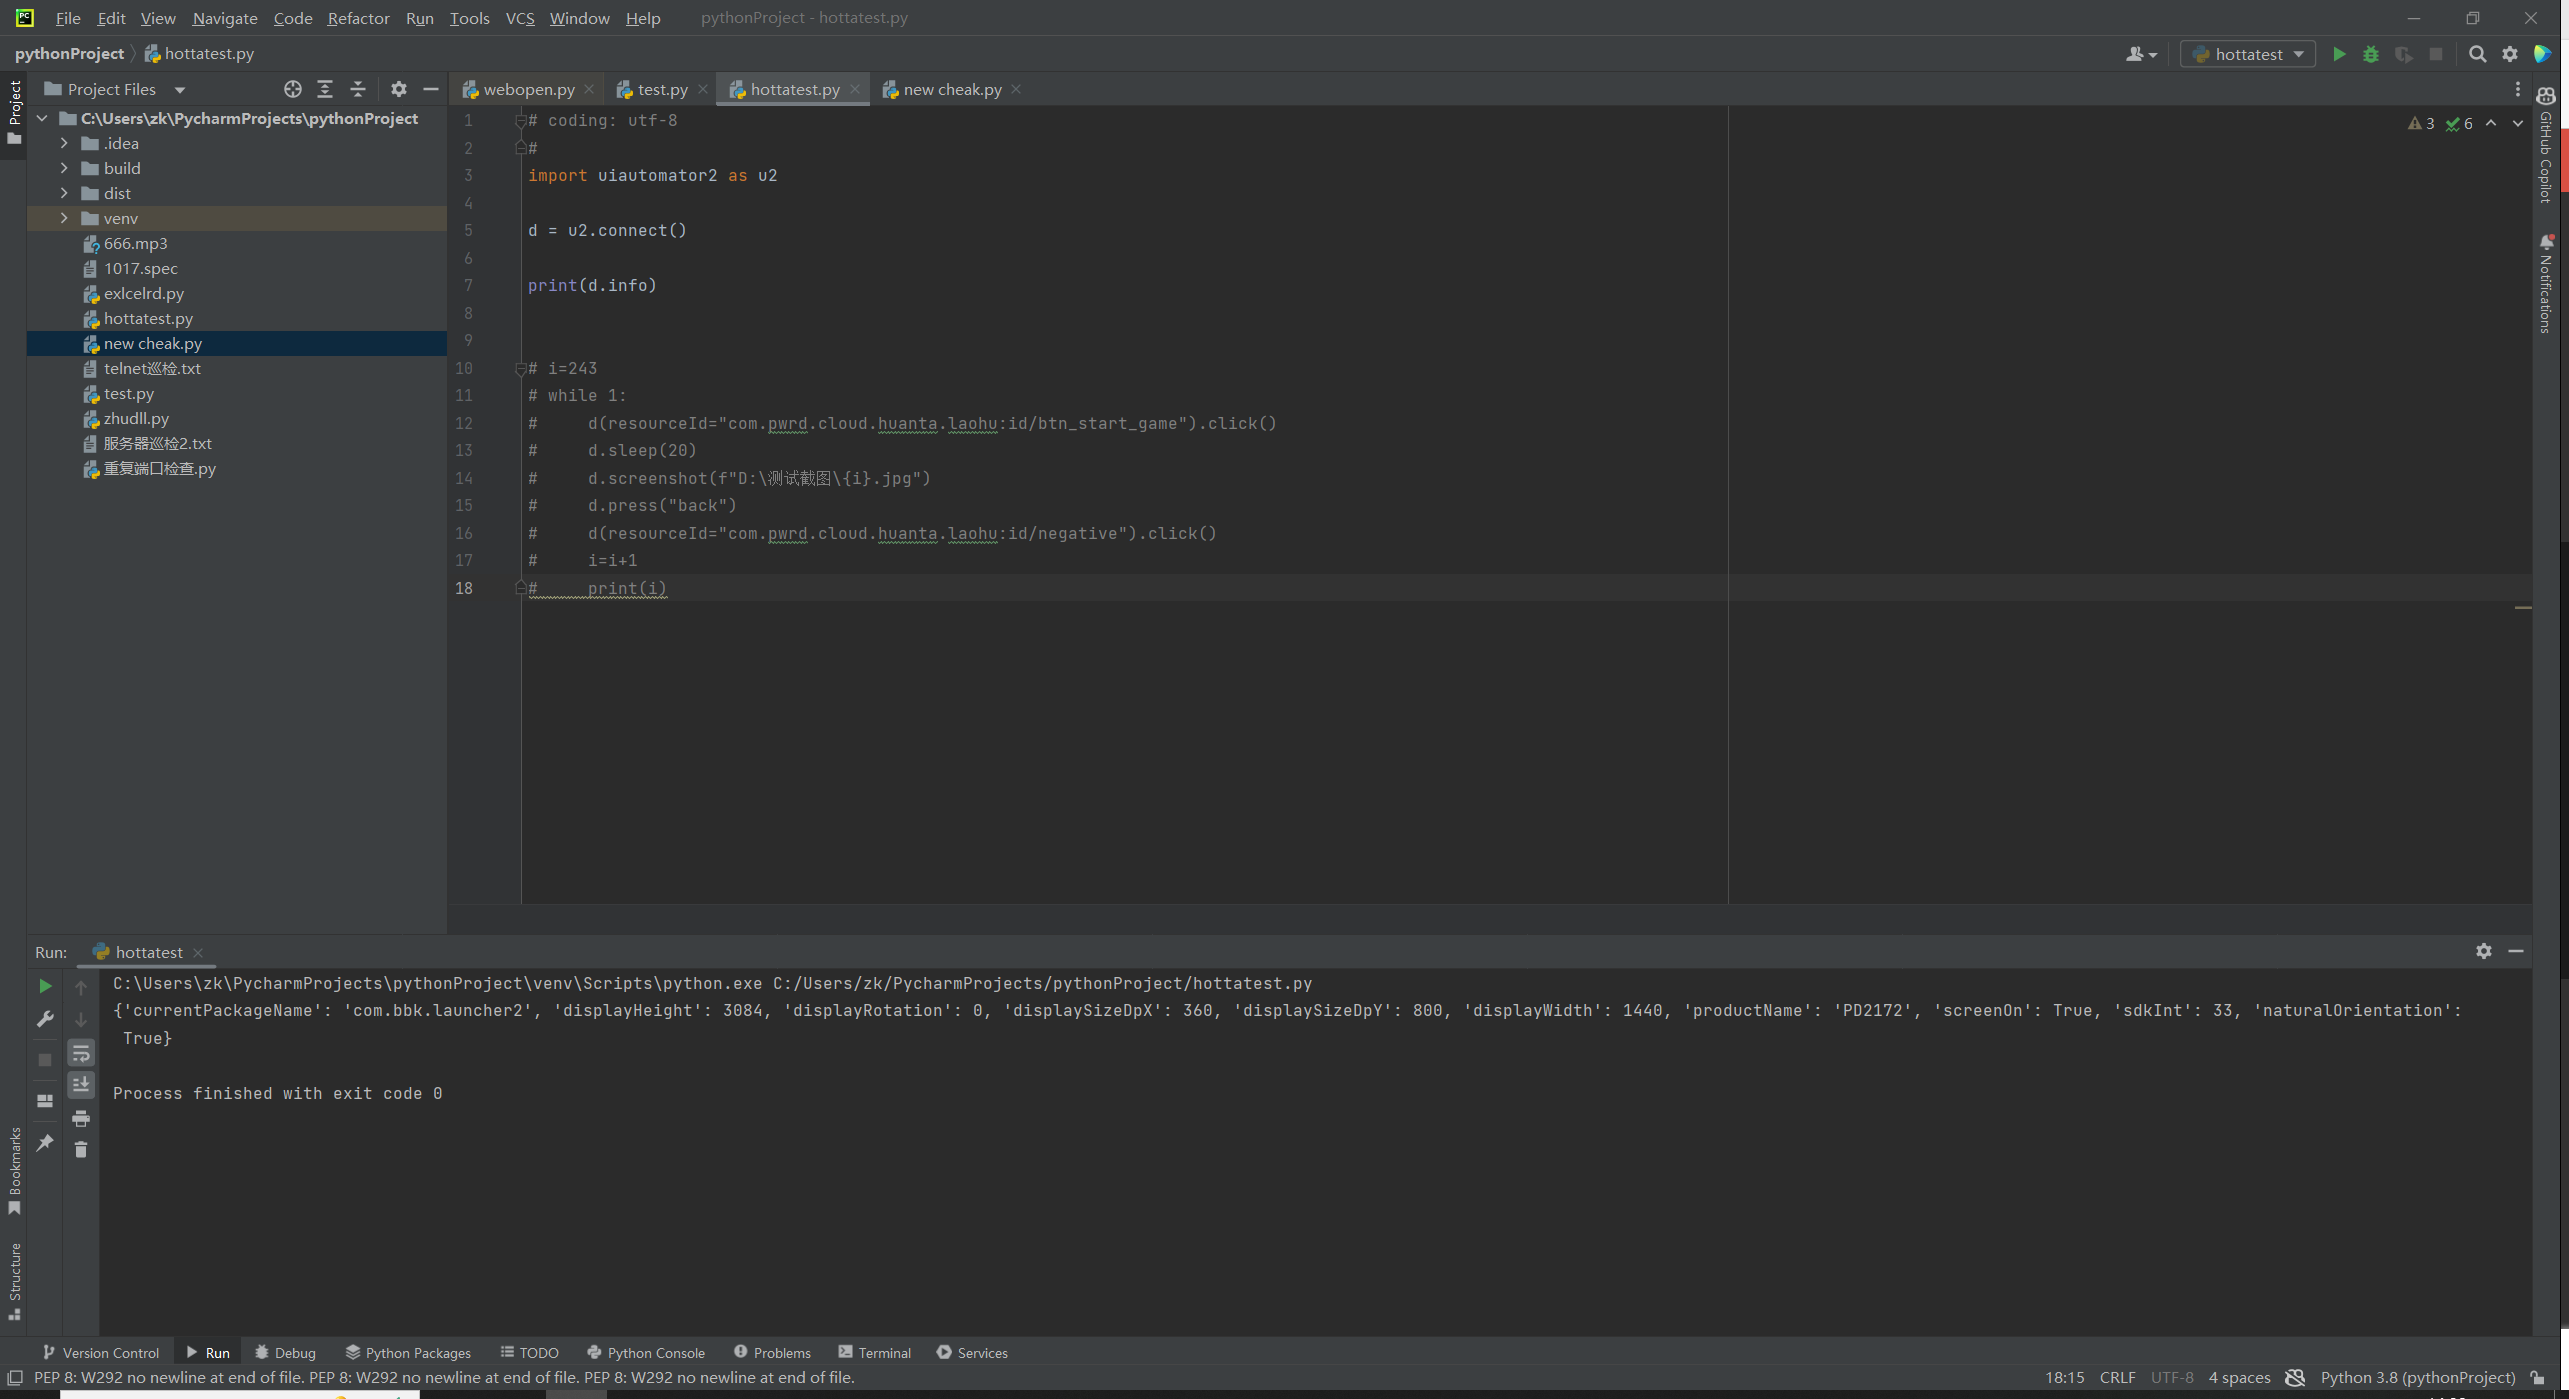 File Edit View Navigate Code Refactor Run Tools VCS Window Help pythonProject - hottatest.py
pythonProject hottatest.py hottatest
Project
Project Files
webopen.py test.py hottatest.py new cheak.py
C:\Users\zk\PycharmProjects\pythonProject
.idea
build
dist
venv
666.mp3
1017.spec
exlcelrd.py
hottatest.py
new cheak.py
telnet巡检.txt
test.py
zhudll.py
服务器巡检2.txt
重复端口检查.py
1 # coding: utf-8
2 #
3 import uiautomator2 as u2
4
5 d = u2.connect()
6
7 print(d.info)
8
9
10 # i=243
11 # while 1:
12 #     d(resourceId="com.pwrd.cloud.huanta.laohu:id/btn_start_game").click()
13 #     d.sleep(20)
14 #     d.screenshot(f"D:\测试截图\{i}.jpg")
15 #     d.press("back")
16 #     d(resourceId="com.pwrd.cloud.huanta.laohu:id/negative").click()
17 #     i=i+1
18 #     print(i)
3 6
GitHub Copilot
Notifications
Run: hottatest
C:\Users\zk\PycharmProjects\pythonProject\venv\Scripts\python.exe C:/Users/zk/PycharmProjects/pythonProject/hottatest.py
{'currentPackageName': 'com.bbk.launcher2', 'displayHeight': 3084, 'displayRotation': 0, 'displaySizeDpX': 360, 'displaySizeDpY': 800, 'displayWidth': 1440, 'productName': 'PD2172', 'screenOn': True, 'sdkInt': 33, 'naturalOrientation':
True}
Process finished with exit code 0
Bookmarks
Structure
Version Control Run Debug Python Packages TODO Python Console Problems Terminal Services
PEP 8: W292 no newline at end of file. PEP 8: W292 no newline at end of file. PEP 8: W292 no newline at end of file. 18:15 CRLF UTF-8 4 spaces Python 3.8 (pythonProject)